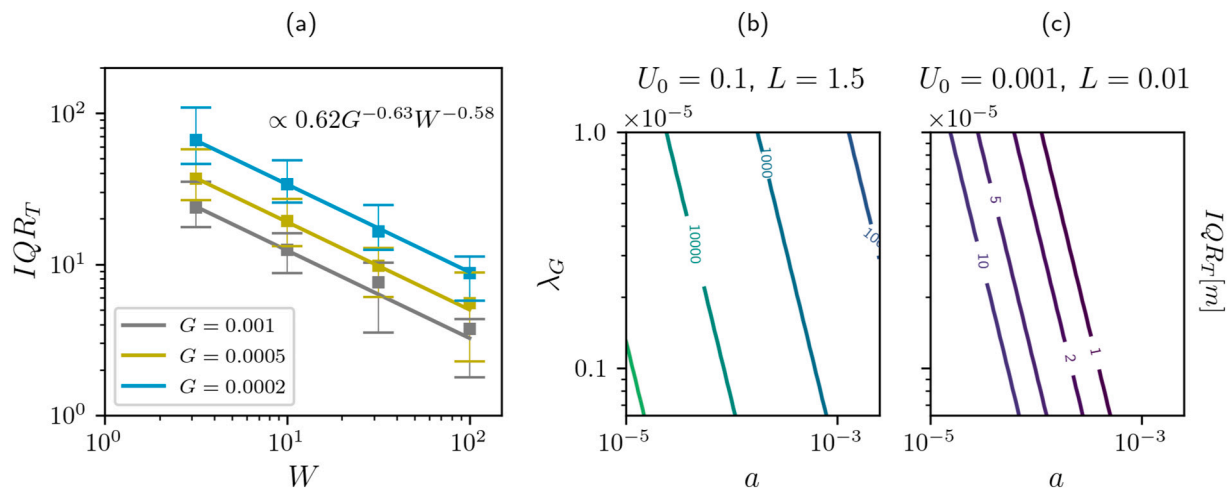 (a)
∝ 0.62G^{-0.63}W^{-0.58}
10^2
10^1
10^0
IQR_T
G = 0.001
G = 0.0005
G = 0.0002
10^0
10^1
10^2
W
(b)
U_0 = 0.1, L = 1.5
×10^{-5}
1.0
0.1
λ_G
10000
1000
10^{-5}
10^{-3}
a
(c)
U_0 = 0.001, L = 0.01
×10^{-5}
10
5
2
1
10^{-5}
10^{-3}
a
IQR_T[m]